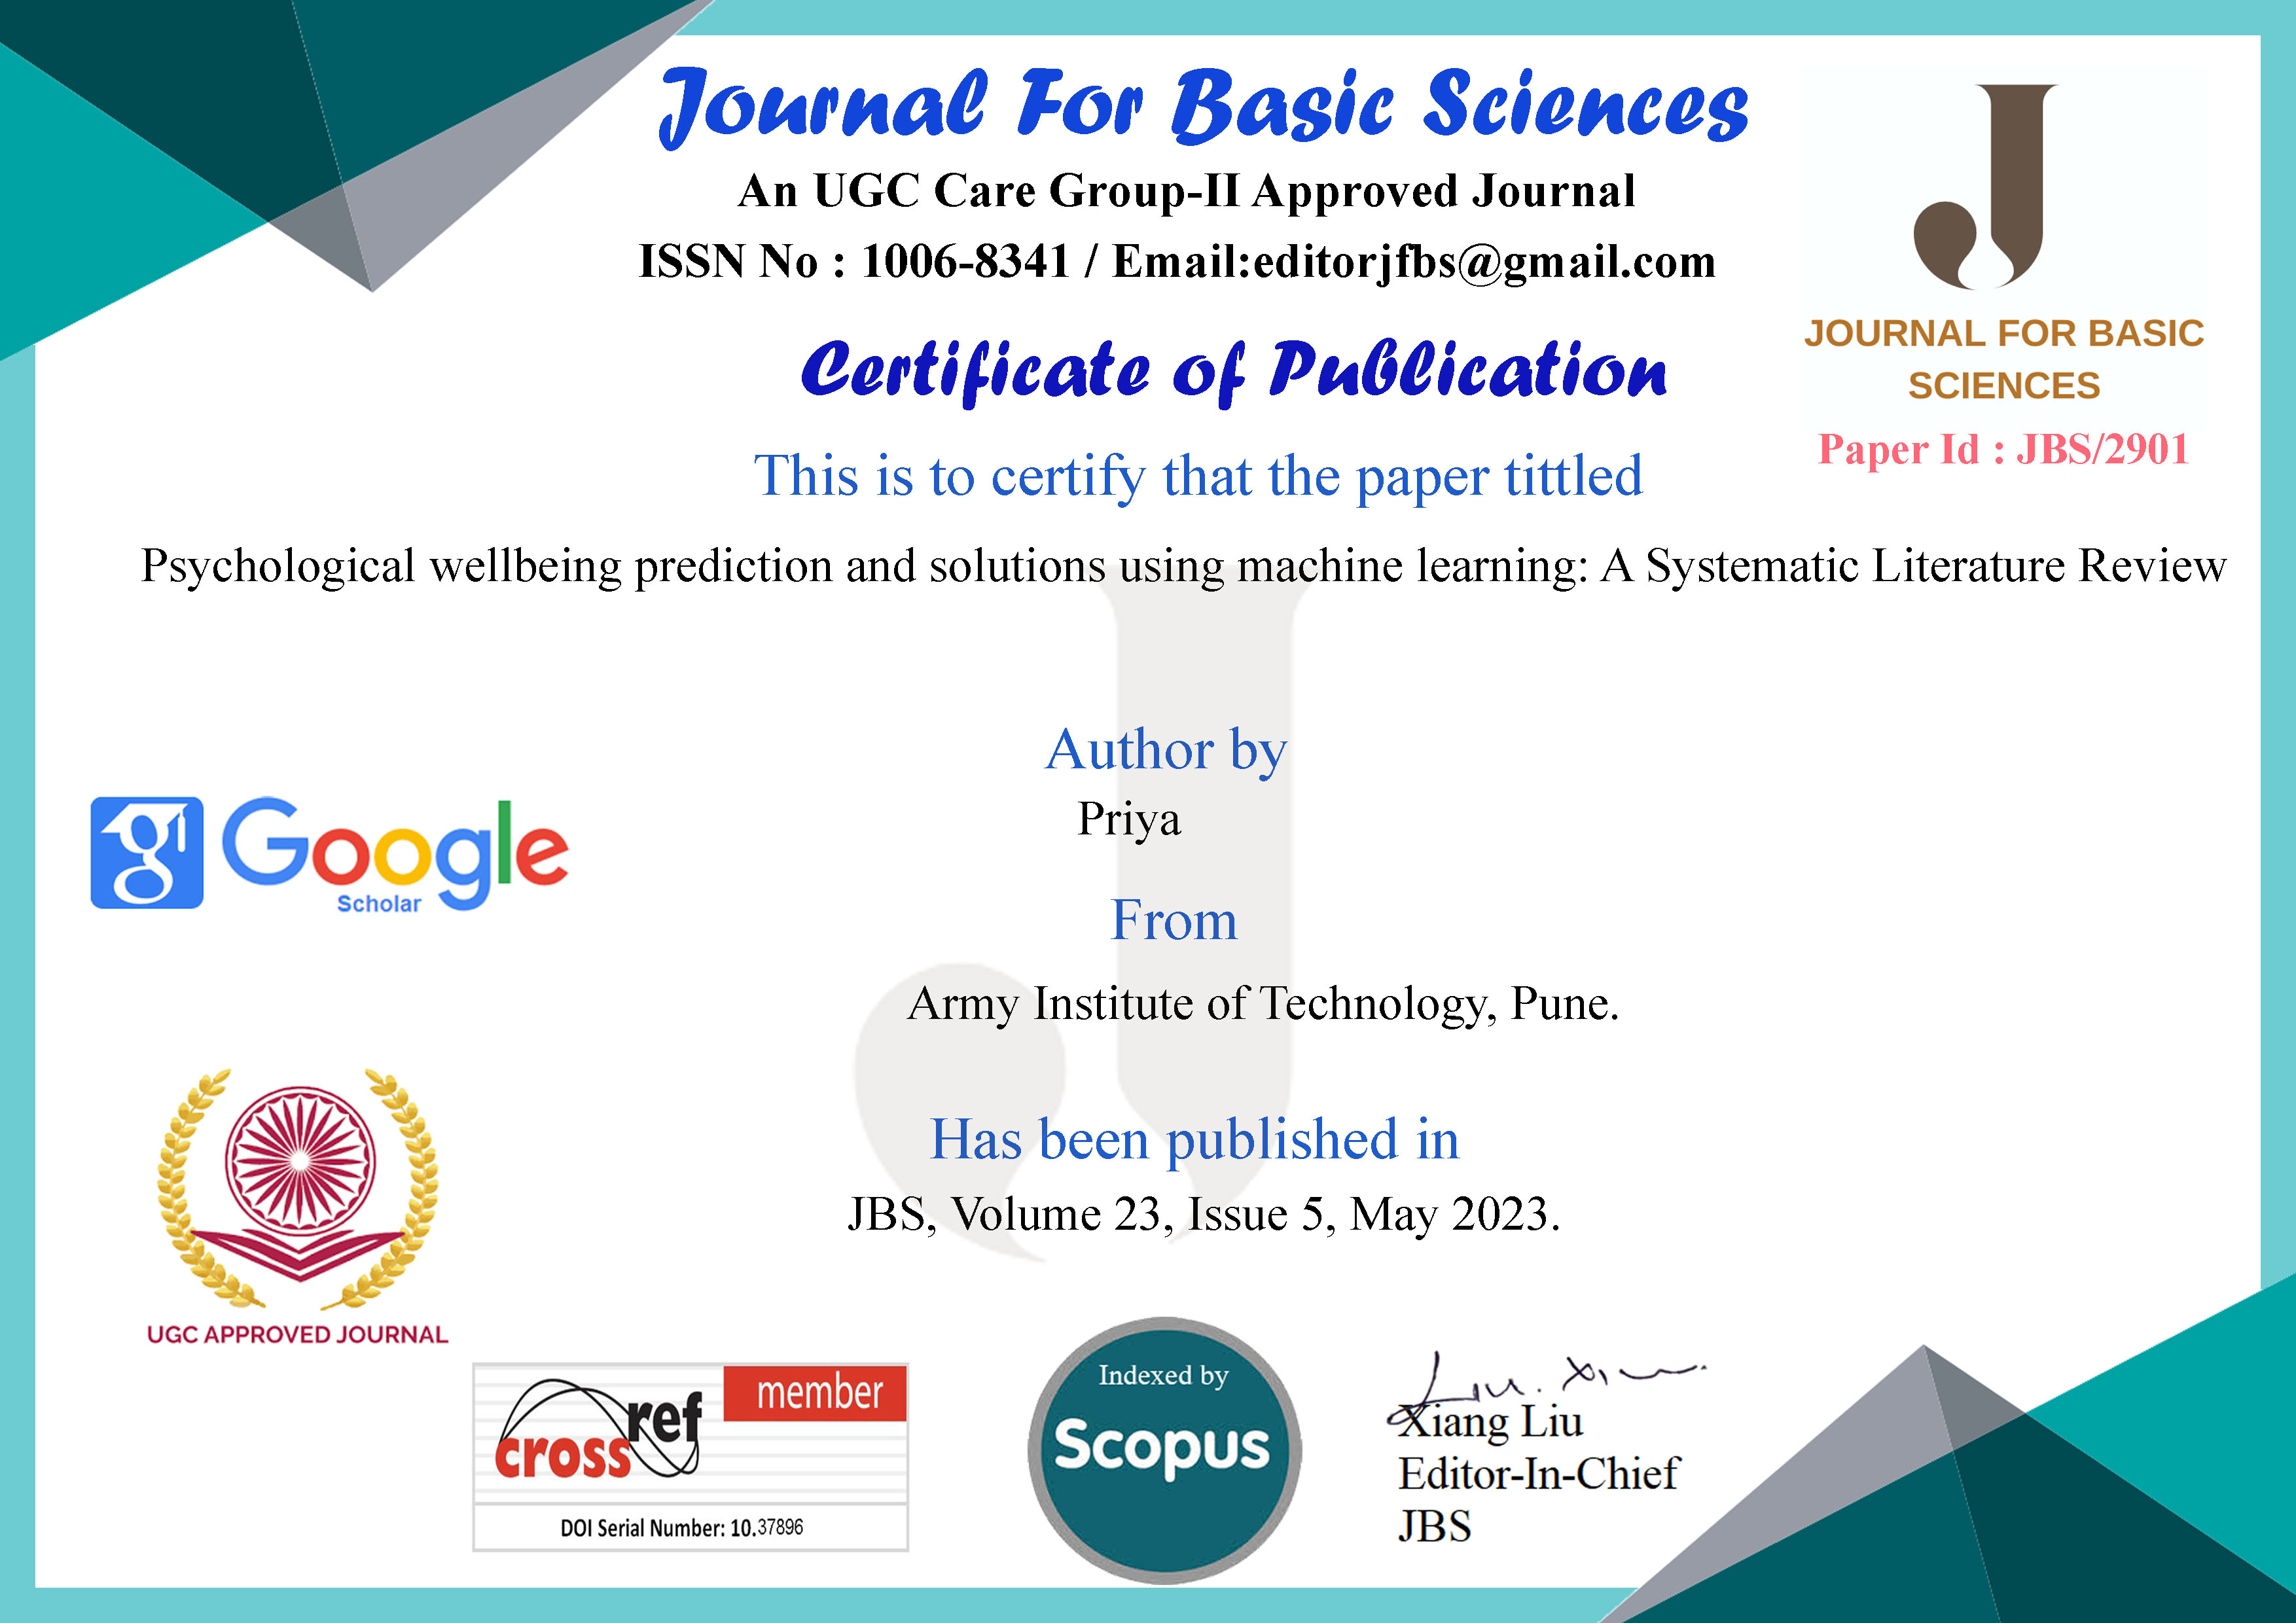 Journal For Basic Sciences
An UGC Care Group-II Approved Journal
ISSN No : 1006-8341 / Email:editorjfbs@gmail.com
JOURNAL FOR BASIC
SCIENCES
Paper Id : JBS/2901
Certificate of Publication
This is to certify that the paper tittled
Psychological wellbeing prediction and solutions using machine learning: A Systematic Literature Review
Author by
Priya
Google
Scholar
From
Army Institute of Technology, Pune.
Has been published in
JBS, Volume 23, Issue 5, May 2023.
UGC APPROVED JOURNAL
crossref
member
DOI Serial Number: 10.37896
Indexed by
Scopus
Liu. Xi
Xiang Liu
Editor-In-Chief
JBS